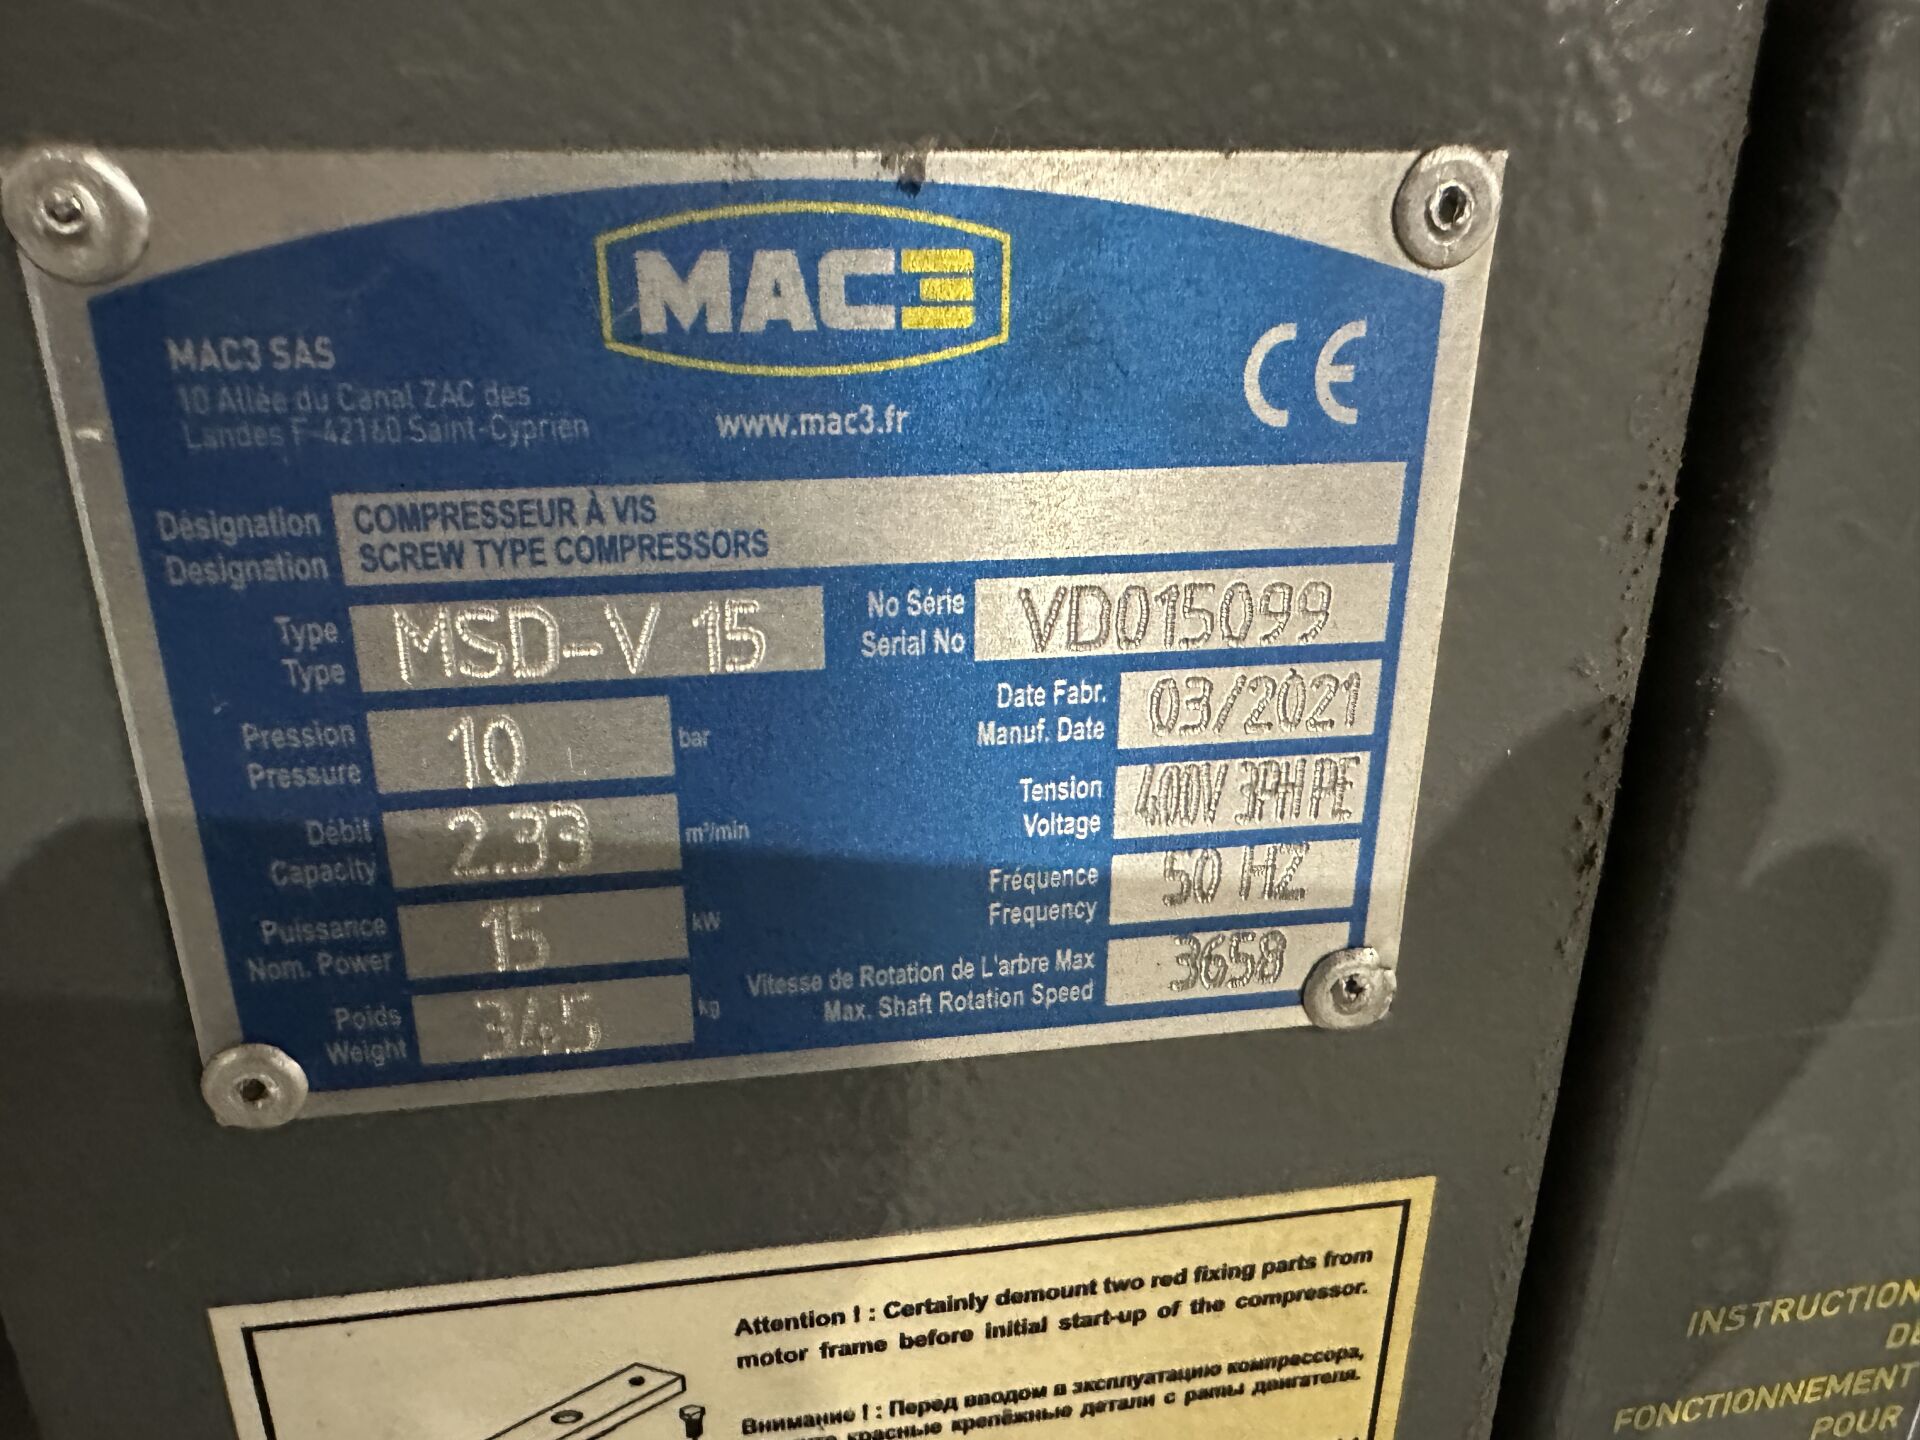 MAC3
MAC3 SAS
10 Allée du Canal ZAC des
Landes F-42160 Saint-Cyprien
www.mac3.fr
CE
Désignation
Designation
COMPRESSEUR À VIS
SCREW TYPE COMPRESSORS
Type
Type
MSD-V 15
No Série
Serial No
VD015099
Pression
Pressure
10
bar
Date Fabr.
Manuf. Date
03/2021
Débit
Capacity
2.33
m³/min
Tension
Voltage
400V 3PH PE
Puissance
Nom. Power
15
kW
Fréquence
Frequency
50 HZ
Poids
Weight
345
kg
Vitesse de Rotation de L'arbre Max
Max. Shaft Rotation Speed
3658
Attention ! : Certainly demount two red fixing parts from
motor frame before initial start-up of the compressor.
Внимание ! : Перед вводом в эксплуатацию компрессора,
красные крепёжные детали с рамы двигателя.
INSTRUCTION
FONCTIONNEMENT
POUR